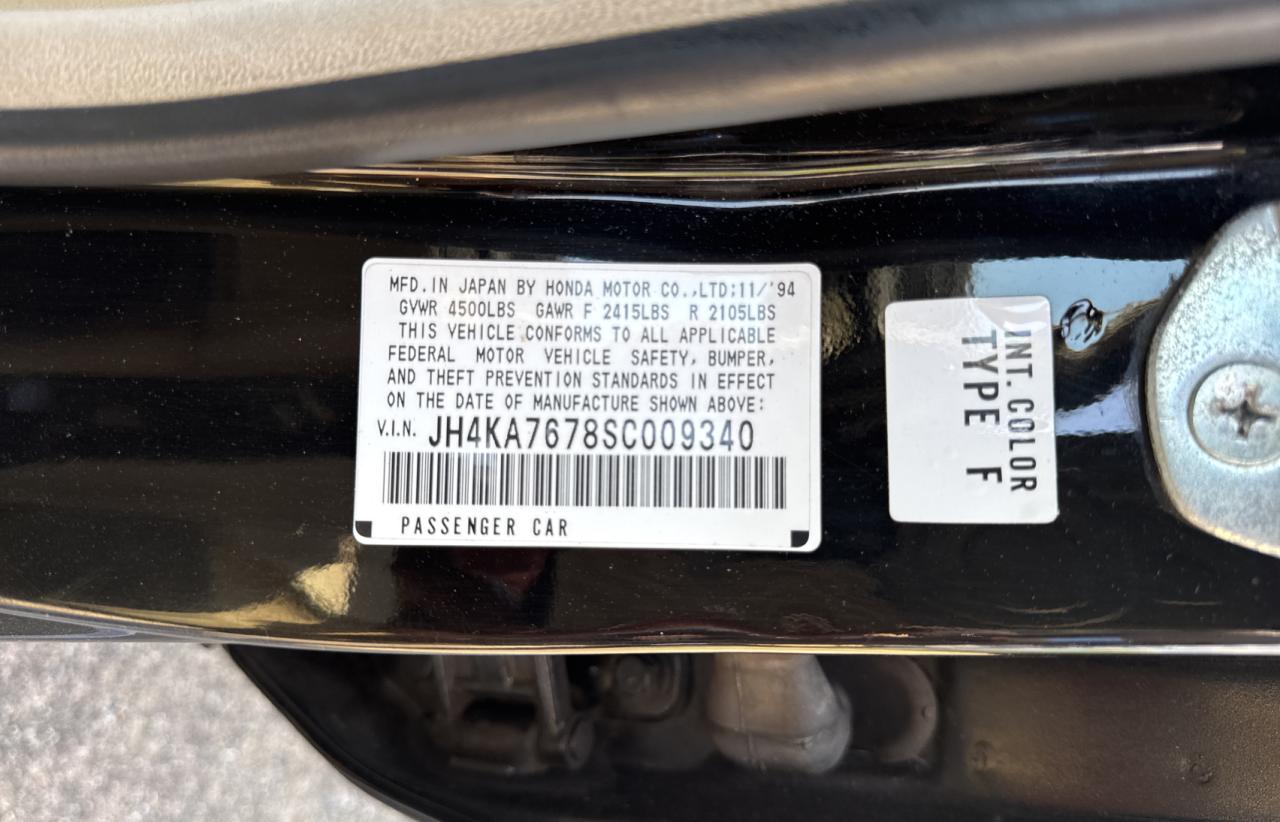 MFD. IN JAPAN BY HONDA MOTOR CO., LTD:11/'94
GVWR 4500LBS GAWR F 2415LBS R 2105LBS
THIS VEHICLE CONFORMS TO ALL APPLICABLE
FEDERAL MOTOR VEHICLE SAFETY, BUMPER,
AND THEFT PREVENTION STANDARDS IN EFFECT
ON THE DATE OF MANUFACTURE SHOWN ABOVE:
V.I.N. JH4KA7678SC009340
PASSENGER CAR
INT. COLOR
TYPE F